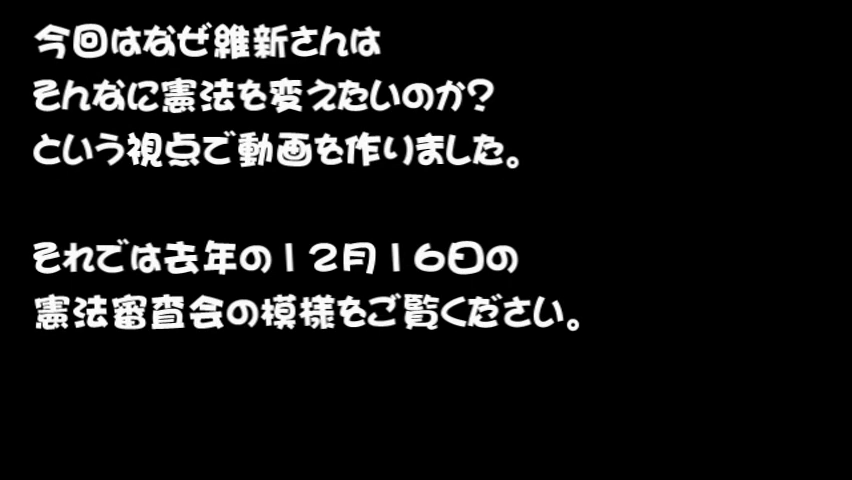 今回はなぜ維新さんは
そんなに憲法を変えたいのか？
という視点で動画を作りました。
それでは去年の１２月１６日の
憲法審査会の模様をご覧ください。